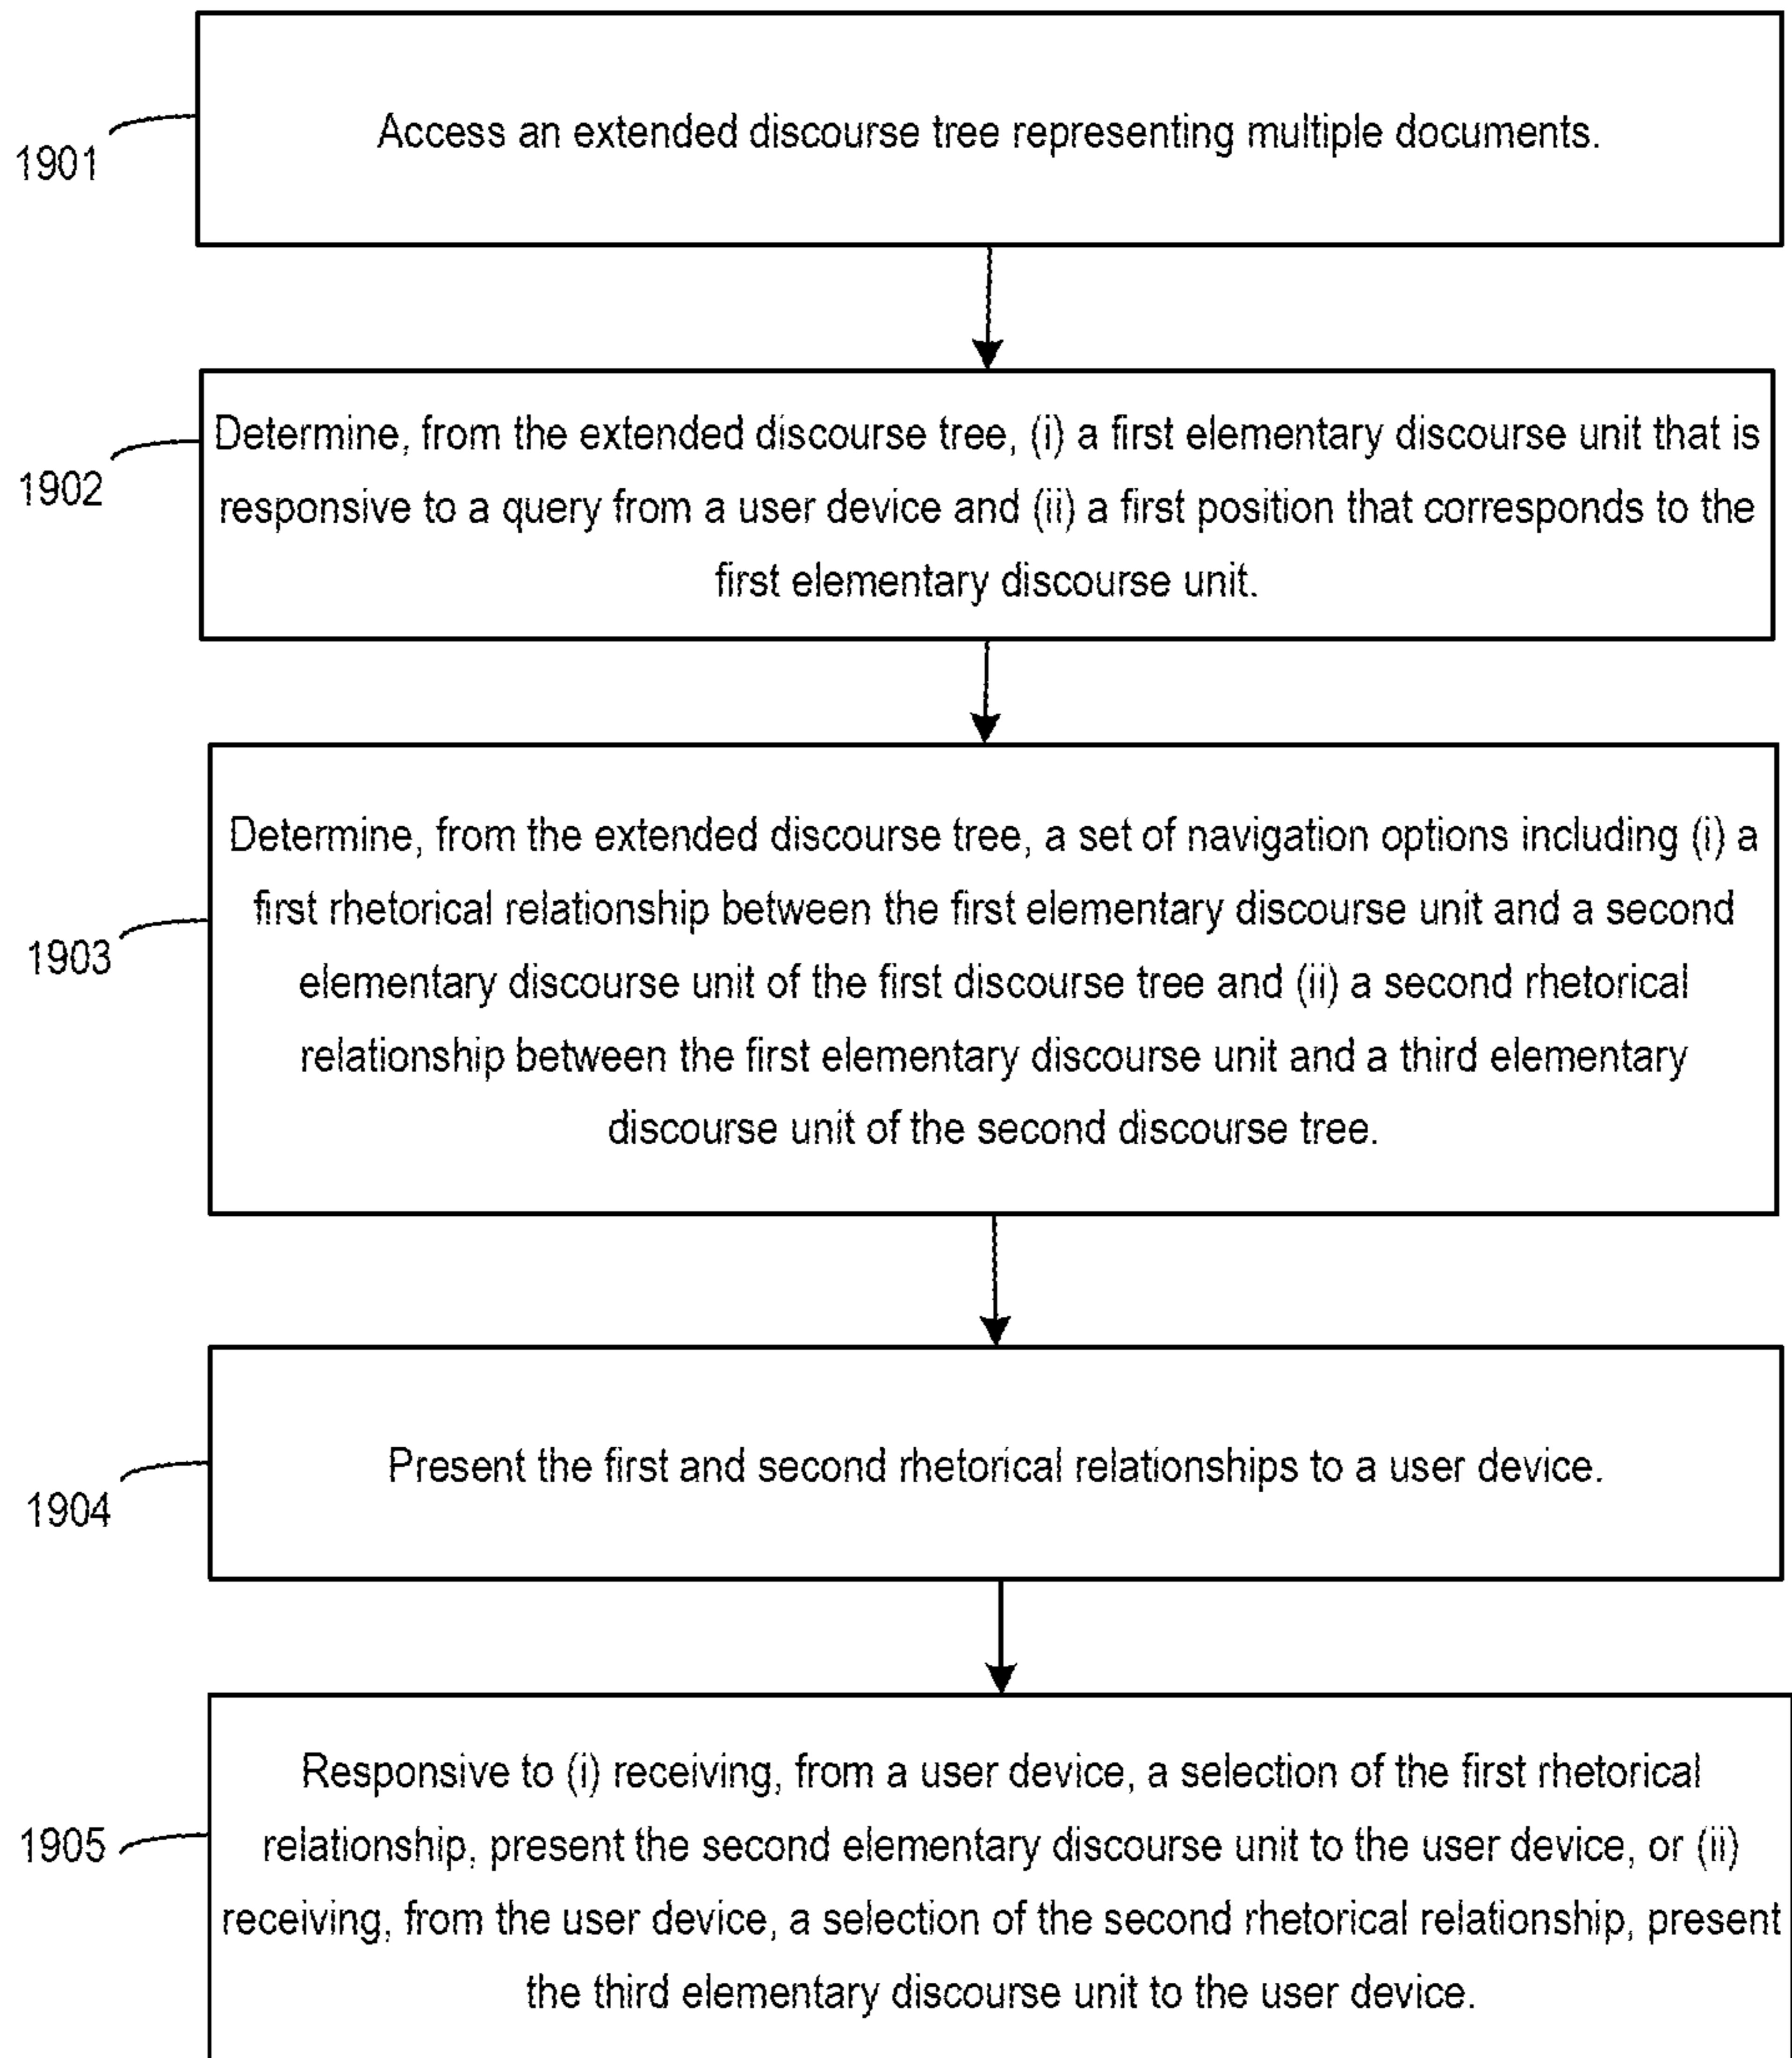 1901
Access an extended discourse tree representing multiple documents.
1902
Determine, from the extended discourse tree, (i) a first elementary discourse unit that is
responsive to a query from a user device and (ii) a first position that corresponds to the
first elementary discourse unit.
1903
Determine, from the extended discourse tree, a set of navigation options including (i) a
first rhetorical relationship between the first elementary discourse unit and a second
elementary discourse unit of the first discourse tree and (ii) a second rhetorical
relationship between the first elementary discourse unit and a third elementary
discourse unit of the second discourse tree.
1904
Present the first and second rhetorical relationships to a user device.
1905
Responsive to (i) receiving, from a user device, a selection of the first rhetorical
relationship, present the second elementary discourse unit to the user device, or (ii)
receiving, from the user device, a selection of the second rhetorical relationship, present
the third elementary discourse unit to the user device.